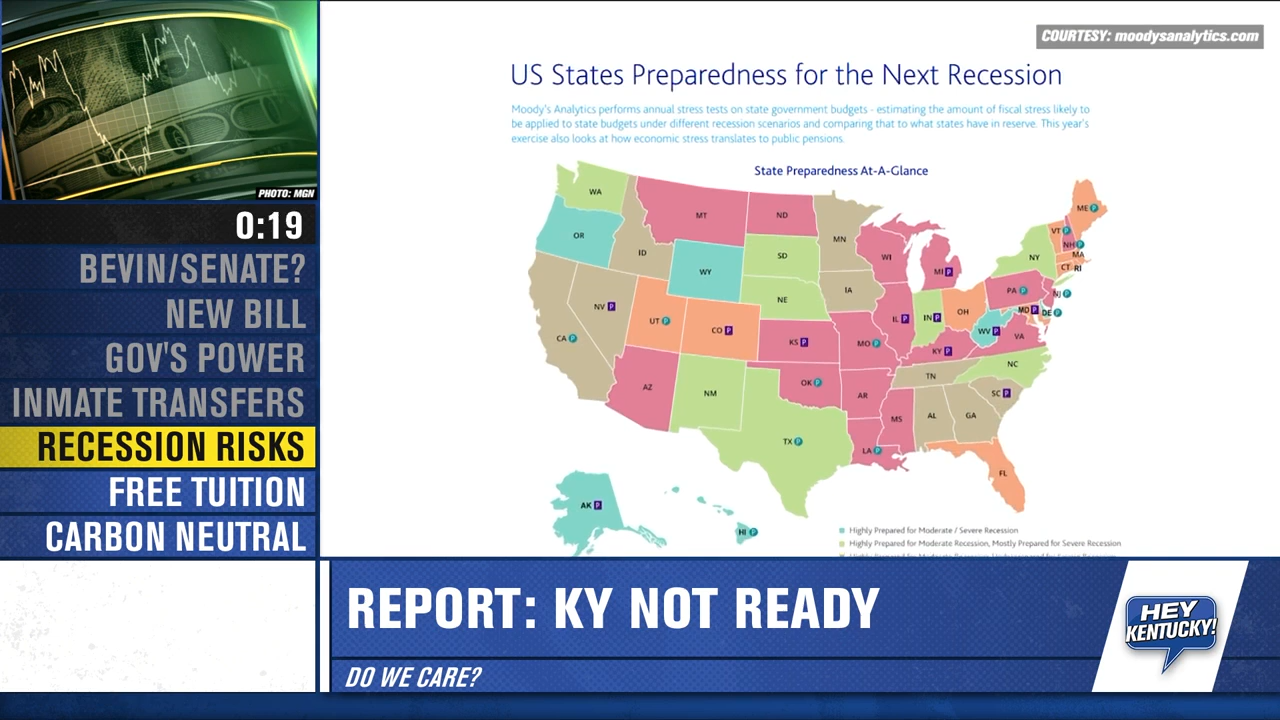 COURTESY: moodysanalytics.com
US States Preparedness for the Next Recession
Moody's Analytics performs annual stress tests on state government budgets - estimating the amount of fiscal stress likely to
be applied to state budgets under different recession scenarios and comparing that to what states have in reserve. This year's
exercise also looks at how economic stress translates to public pensions.
State Preparedness At-A-Glance
WA
MT
ND
MN
ME P
OR
ID
WY
SD
WI
MI P
NY
VT P
NH P
MA
CT
RI
NV P
UT P
CO P
NE
IA
IL P
IN P
OH
PA P
NJ P
MD P
DE P
CA P
KS P
MO P
KY P
WV P
VA
AZ
NM
OK P
AR
TN
NC
SC P
TX P
LA P
MS
AL
GA
FL
AK P
HI P
Highly Prepared for Moderate / Severe Recession
Highly Prepared for Moderate Recession, Mostly Prepared for Severe Recession
PHOTO: MGN
0:19
BEVIN/SENATE?
NEW BILL
GOV'S POWER
INMATE TRANSFERS
RECESSION RISKS
FREE TUITION
CARBON NEUTRAL
REPORT: KY NOT READY
DO WE CARE?
HEY
KENTUCKY!